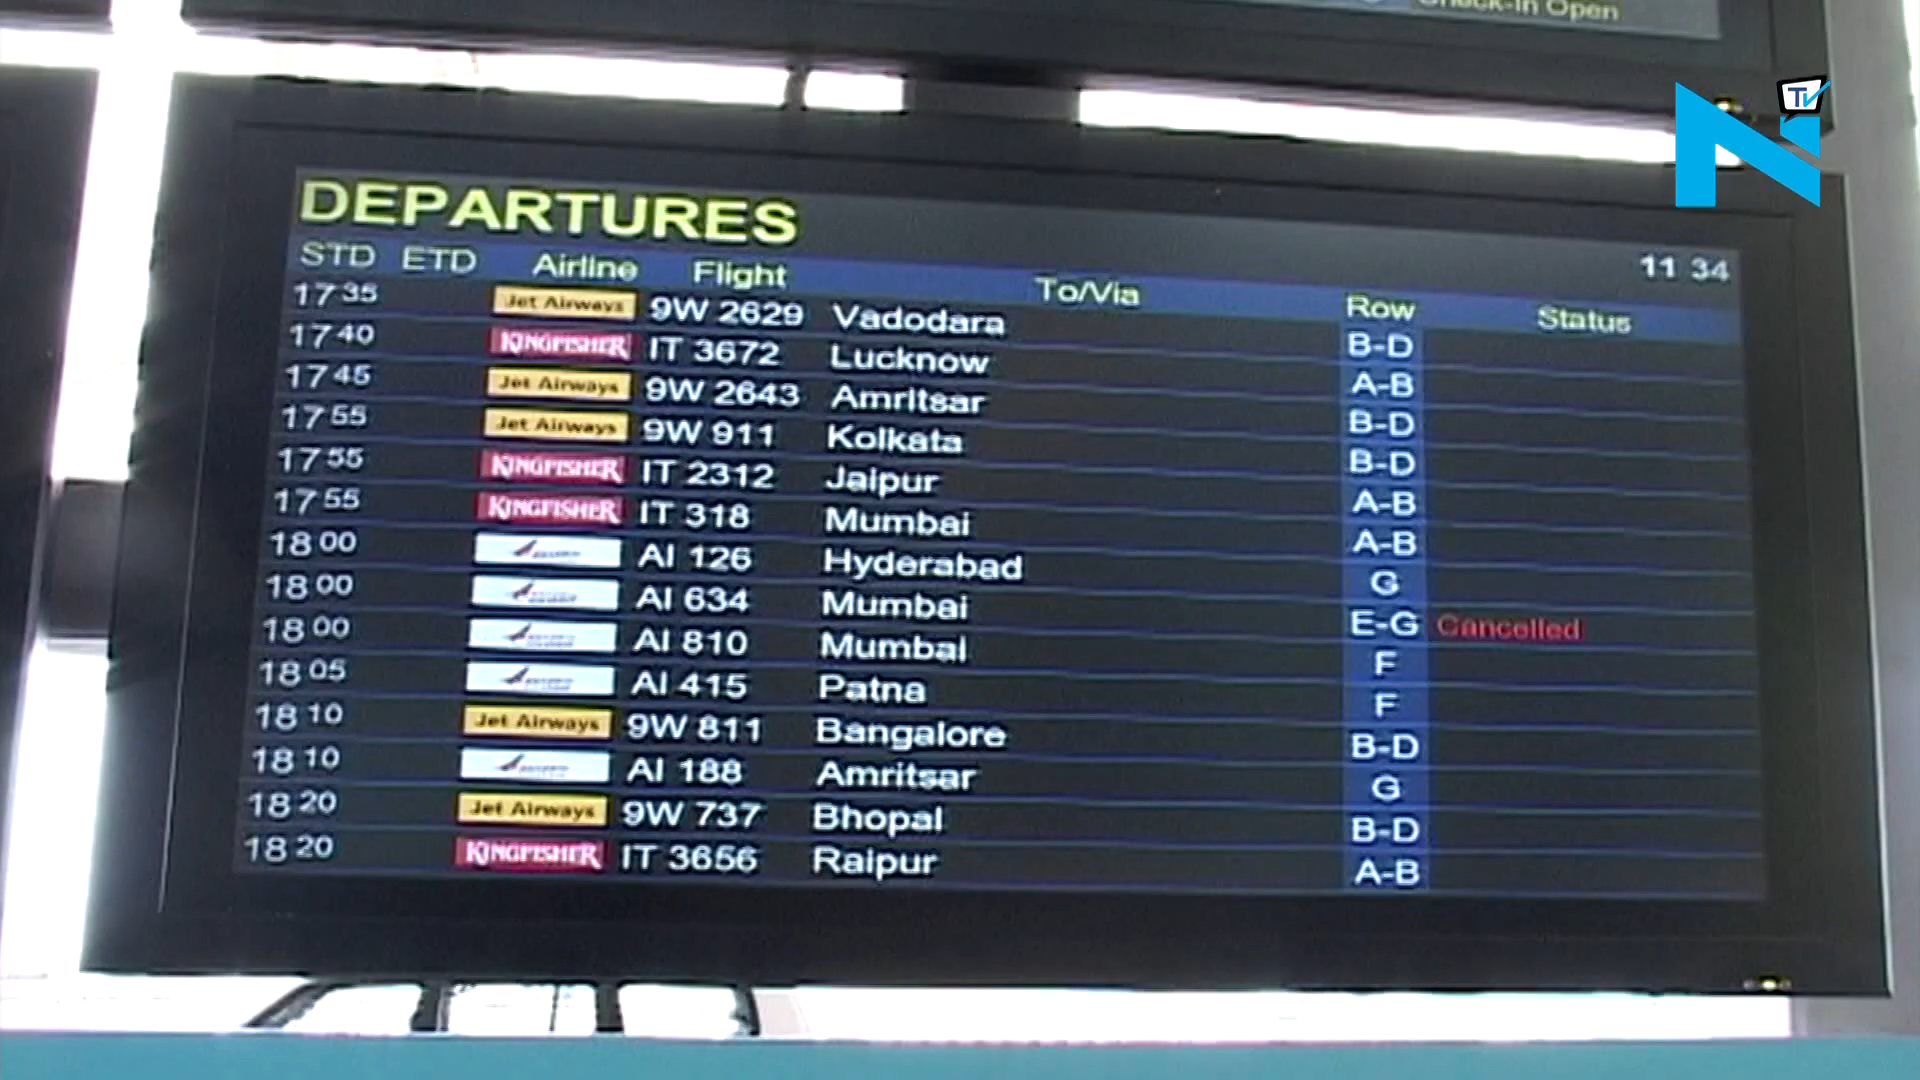 Check-in Open
TV
DEPARTURES
11 34
STD ETD Airline Flight To/Via Row Status
17 35 Jet Airways 9W 2629 Vadodara B-D
17 40 KINGFISHER IT 3672 Lucknow A-B
17 45 Jet Airways 9W 2643 Amritsar B-D
17 55 Jet Airways 9W 911 Kolkata B-D
17 55 KINGFISHER IT 2312 Jaipur A-B
17 55 KINGFISHER IT 318 Mumbai A-B
18 00 AI 126 Hyderabad G
18 00 AI 634 Mumbai E-G Cancelled
18 00 AI 810 Mumbai F
18 05 AI 415 Patna F
18 10 Jet Airways 9W 811 Bangalore B-D
18 10 AI 188 Amritsar G
18 20 Jet Airways 9W 737 Bhopal B-D
18 20 KINGFISHER IT 3656 Raipur A-B